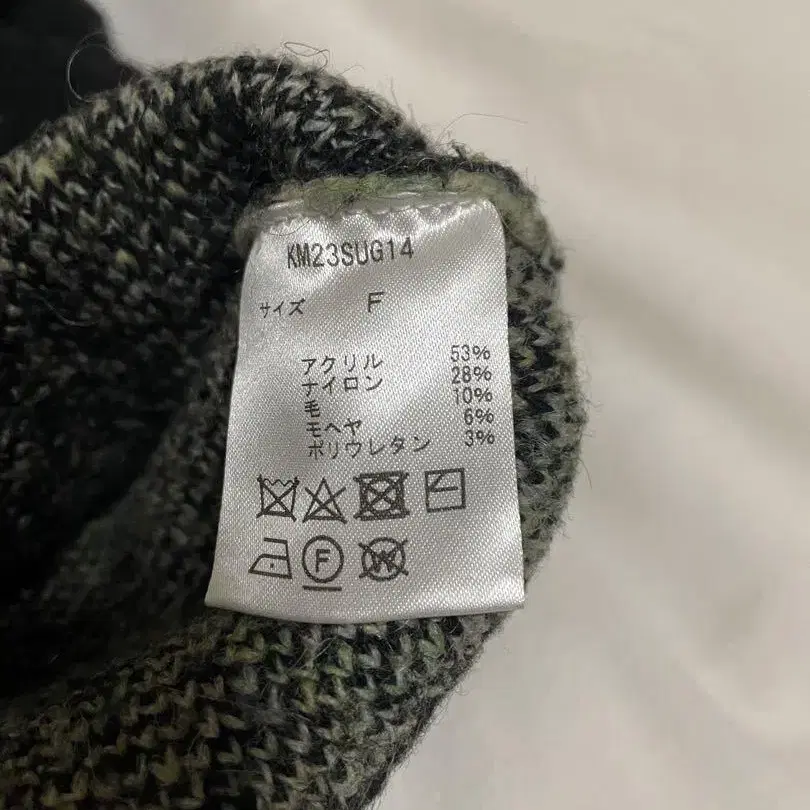 KM23SUG14
サイズ F
アクリル 53%
ナイロン 28%
毛 10%
モヘヤ 6%
ポリウレタン 3%
F W